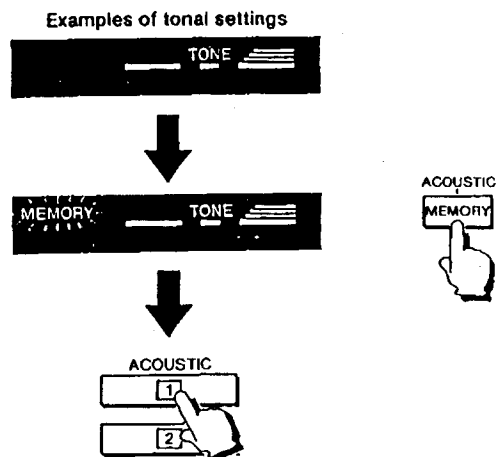 Examples of tonal settings
TONE
MEMORY TONE
ACOUSTIC
MEMORY
ACOUSTIC
1
2